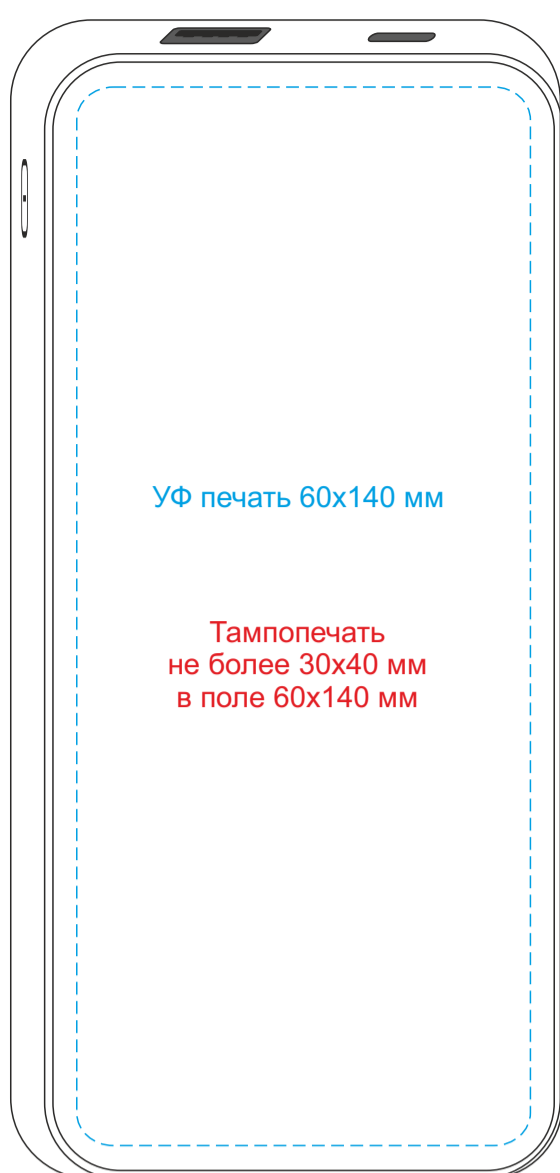 УФ печать 60х140 мм
Тампопечать
не более 30х40 мм
в поле 60х140 мм